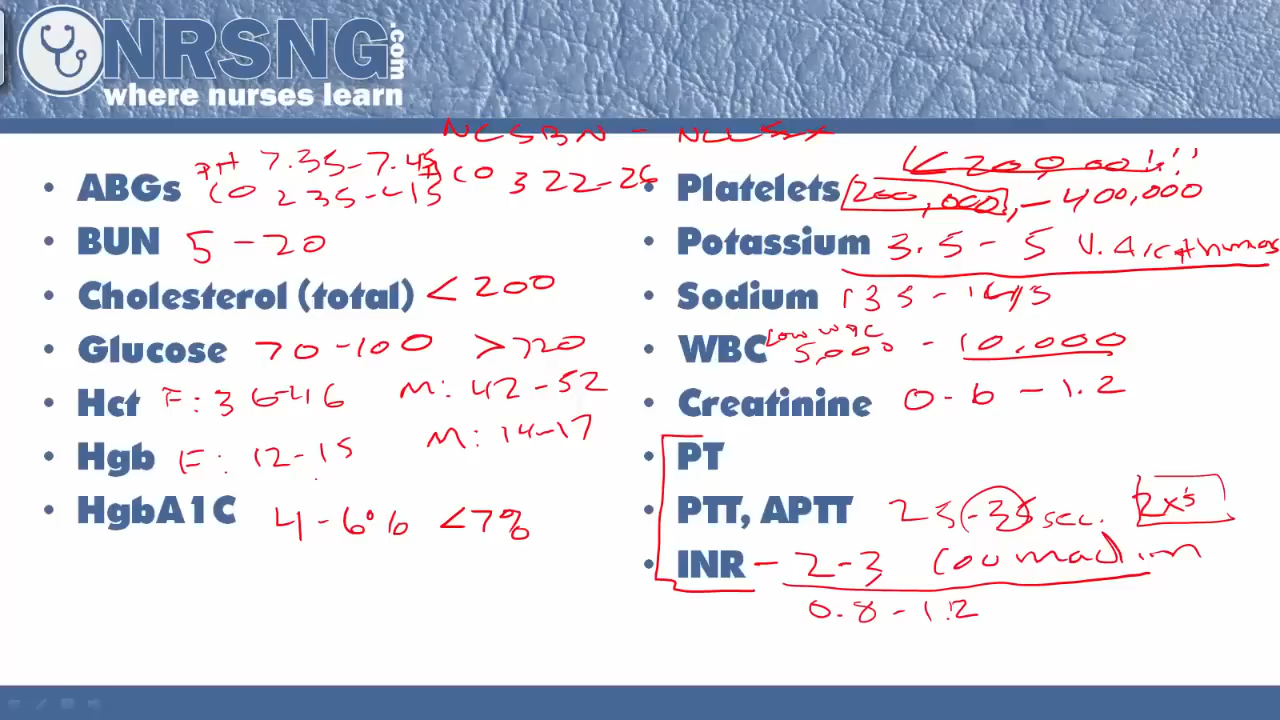 NRSNG.com
where nurses learn
NCSBN -
• ABGs PH 7.35-7.45
CO2 35-45 HCO3 22-26
• BUN 5-20
• Cholesterol (total) <200
• Glucose 70-100 >120
• Hct F: 36-46 M: 42-52
• Hgb F: 12-15 M: 14-17
• HgbA1C 4-6% <7%
<200,00!!!
• Platelets 200,000,-400,000
• Potassium 3.5-5
• Sodium 135-145
• WBC low WBC 5,000 - 10,000
• Creatinine 0.6-1.2
• PT
• PTT, APTT 25-35 sec. 2x's
• INR - 2-3 Coumadin
0.8-1.2